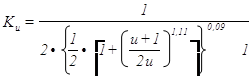 K_u = 1 / (2 • {1/2 • [1 + ((u + 1)/(2u))^{1,11}]}^{0,09} 1)